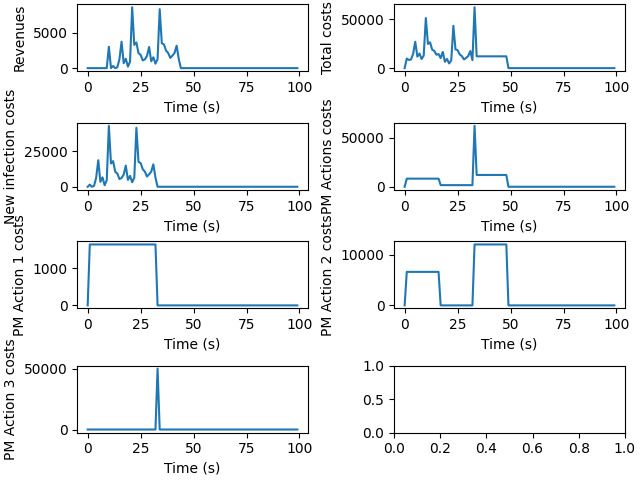 Revenues
5000
0
0 25 50 75 100
Time (s)
Total costs
50000
0
0 25 50 75 100
Time (s)
New infection costs
25000
0
0 25 50 75 100
Time (s)
PM Actions costs
50000
0
0 25 50 75 100
Time (s)
PM Action 1 costs
1000
0
0 25 50 75 100
Time (s)
PM Action 2 costs
10000
0
0 25 50 75 100
Time (s)
PM Action 3 costs
50000
0
0 25 50 75 100
Time (s)
1.0
0.5
0.0
0.0 0.2 0.4 0.6 0.8 1.0